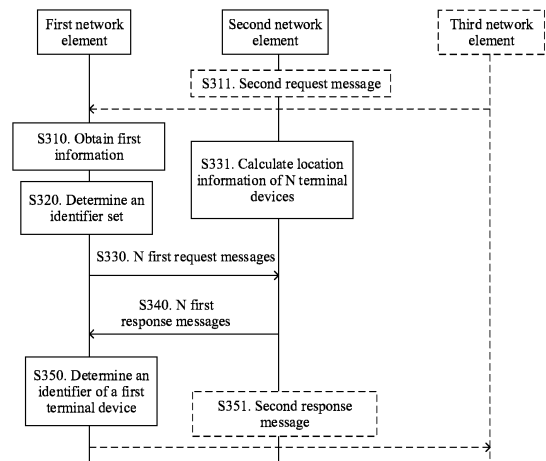 First network
element
Second network
element
Third network
element
S311. Second request message
S310. Obtain first
information
S331. Calculate location
information of N terminal
devices
S320. Determine an
identifier set
S330. N first request messages
S340. N first
response messages
S350. Determine an
identifier of a first
terminal device
S351. Second response
message